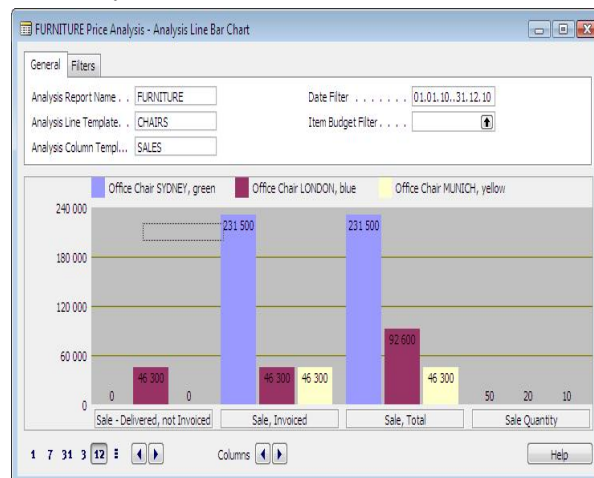 FURNITURE Price Analysis - Analysis Line Bar Chart
General Filters
Analysis Report Name . . FURNITURE Date Filter . . . . . . . 01.01.10..31.12.10
Analysis Line Template. . CHAIRS Item Budget Filter . . . .
Analysis Column Templ... SALES
Office Chair SYDNEY, green Office Chair LONDON, blue Office Chair MUNICH, yellow
240 000
231 500 231 500
180 000
120 000
92 600
60 000
46 300 46 300 46 300 46 300
0 0 50 20 10
0
Sale - Delivered, not Invoiced Sale, Invoiced Sale, Total Sale Quantity
1 7 31 3 12 Columns Help